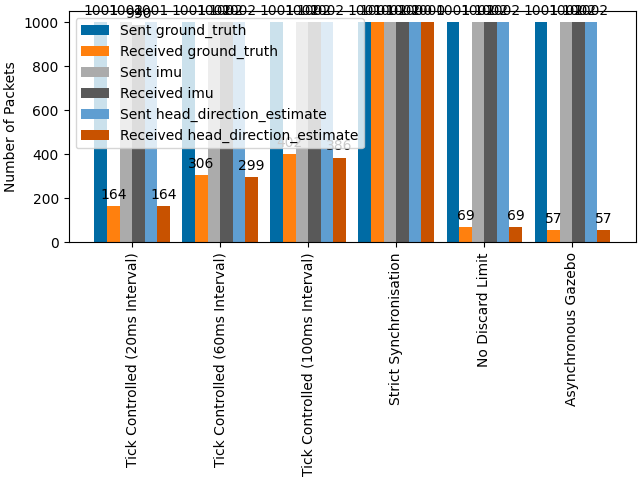 Number of Packets
1000
800
600
400
200
0
Sent ground_truth
Received ground_truth
Sent imu
Received imu
Sent head_direction_estimate
Received head_direction_estimate
164
164
306
299
402
386
69
69
57
57
Tick Controlled (20ms Interval)
Tick Controlled (60ms Interval)
Tick Controlled (100ms Interval)
Strict Synchronisation
No Discard Limit
Asynchronous Gazebo